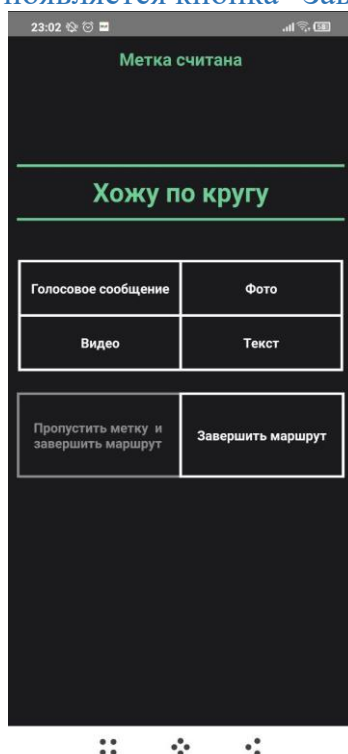 появляется кнопка
23:02
Метка считана
Хожу по кругу
Голосовое сообщение
Фото
Видео
Текст
Пропустить метку и
завершить маршрут
Завершить маршрут